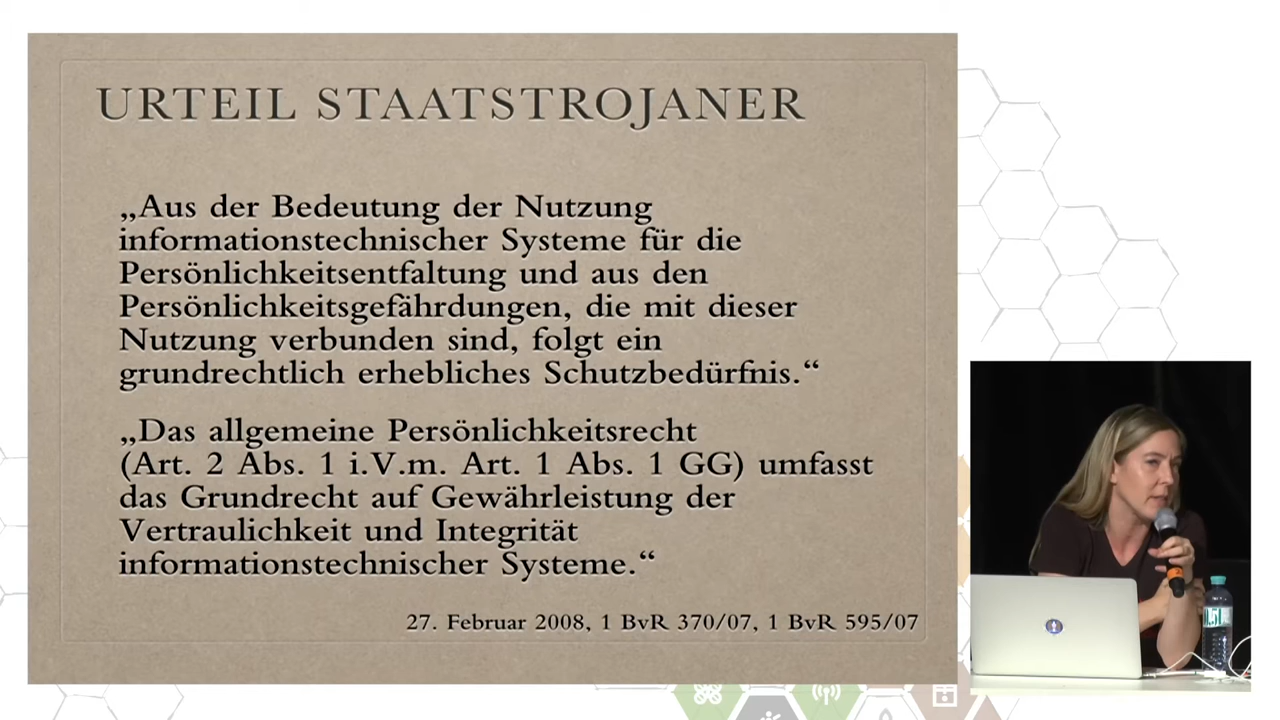 URTEIL STAATSTROJANER
„Aus der Bedeutung der Nutzung
informationstechnischer Systeme für die
Persönlichkeitsentfaltung und aus den
Persönlichkeitsgefährdungen, die mit dieser
Nutzung verbunden sind, folgt ein
grundrechtlich erhebliches Schutzbedürfnis.“
„Das allgemeine Persönlichkeitsrecht
(Art. 2 Abs. 1 i.V.m. Art. 1 Abs. 1 GG) umfasst
das Grundrecht auf Gewährleistung der
Vertraulichkeit und Integrität
informationstechnischer Systeme.“
27. Februar 2008, 1 BvR 370/07, 1 BvR 595/07